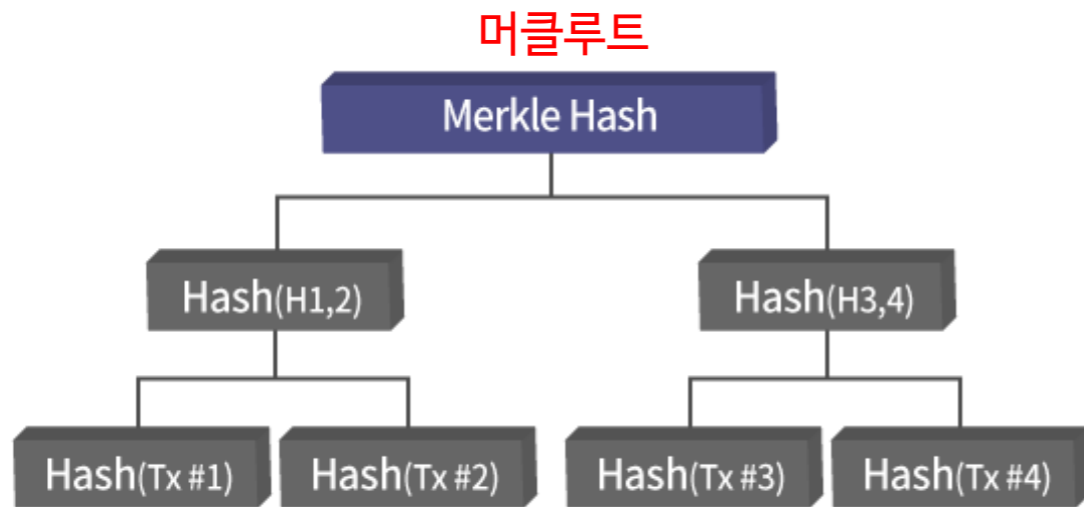 머클루트
Merkle Hash
Hash(H1,2)
Hash(H3,4)
Hash(Tx #1)
Hash(Tx #2)
Hash(Tx #3)
Hash(Tx #4)